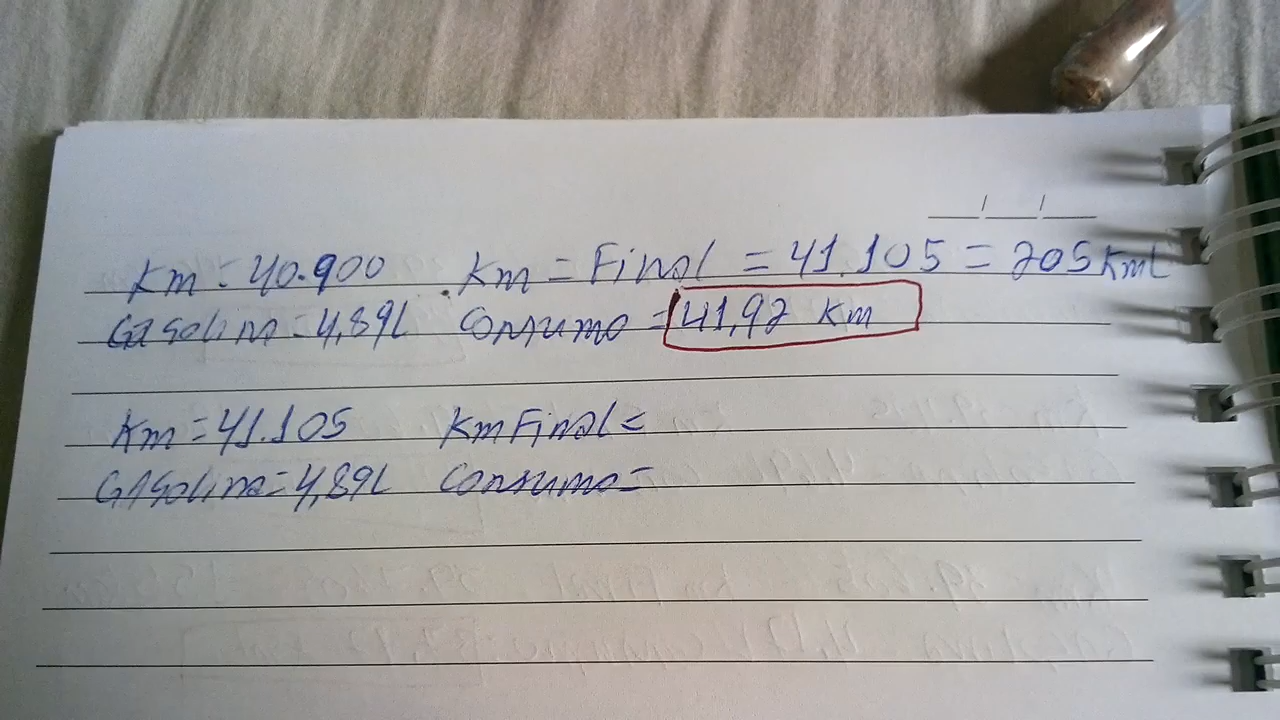 Km = 40.900 Km = Final = 41.105 = 205 KmL
Gasolina = 4,89L Consumo = 41,92 Km
Km = 41.105 Km Final =
Gasolina = 4,89L Consumo =